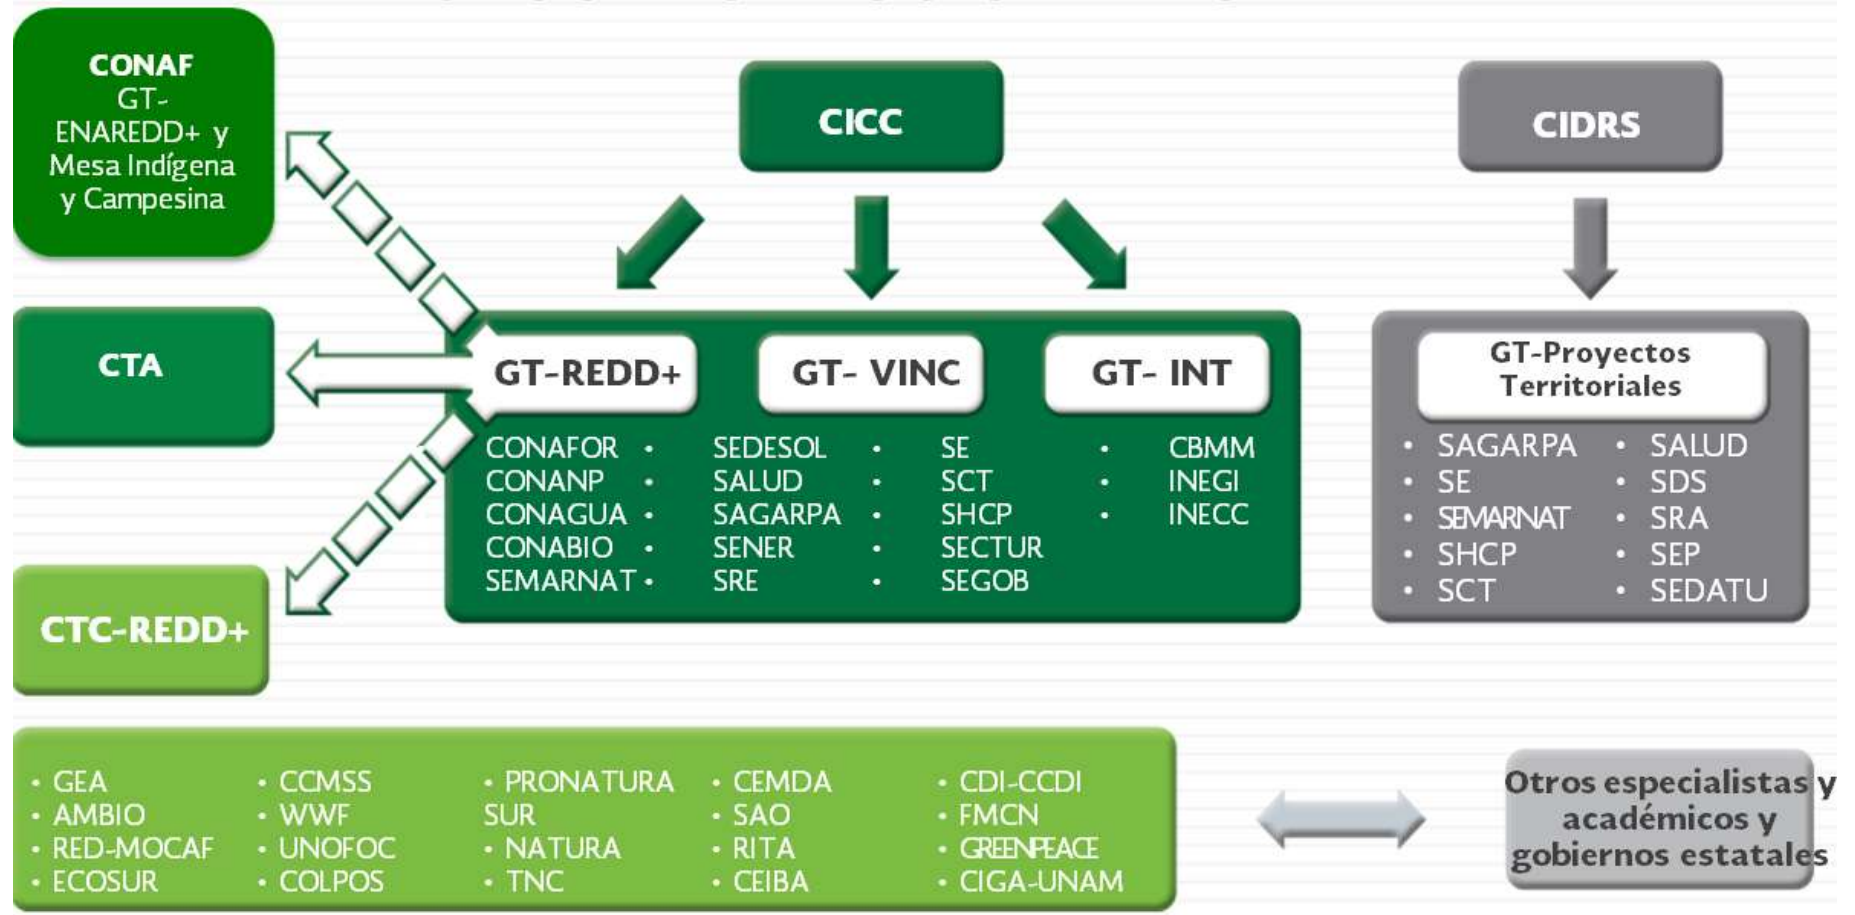 CONAF
GT-
ENAREDD+ y
Mesa Indígena
y Campesina
CICC
CIDRS
CTA
GT-REDD+
GT- VINC
GT- INT
CONAFOR •
CONANP •
CONAGUA •
CONABIO •
SEMARNAT •
SEDESOL •
SALUD •
SAGARPA •
SENER •
SRE •
SE •
SCT •
SHCP •
SECTUR
SEGOB
CBMM
INEGI
INECC
GT-Proyectos
Territoriales
• SAGARPA
• SE
• SEMARNAT
• SHCP
• SCT
• SALUD
• SDS
• SRA
• SEP
• SEDATU
CTC-REDD+
• GEA
• AMBIO
• RED-MOCAF
• ECOSUR
• CCMSS
• WWF
• UNOFOC
• COLPOS
• PRONATURA
SUR
• NATURA
• TNC
• CEMDA
• SAO
• RITA
• CEIBA
• CDI-CCDI
• FMCN
• GREENPEACE
• CIGA-UNAM
Otros especialistas y
académicos y
gobiernos estatales